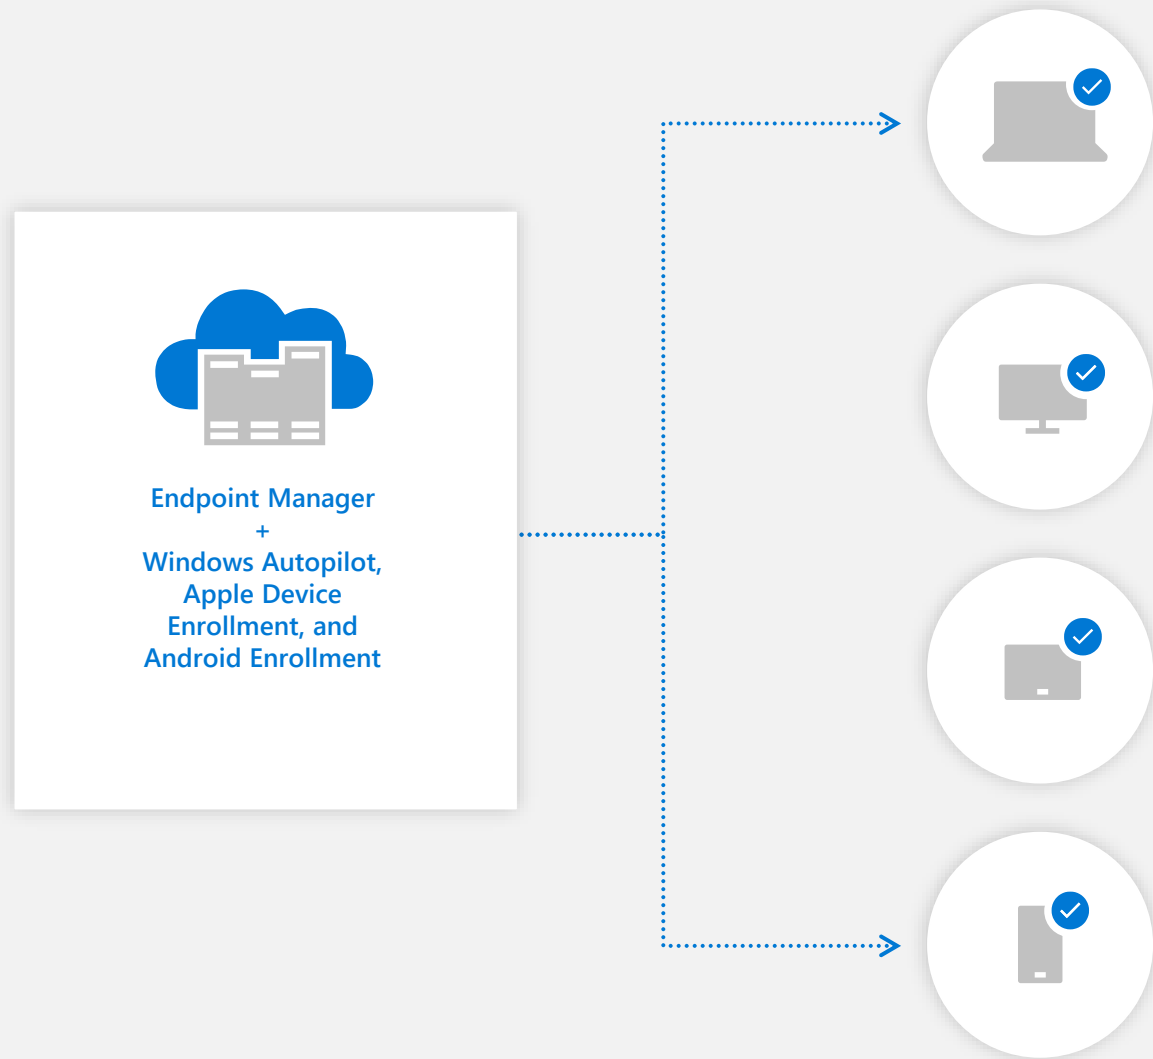 Endpoint Manager
+
Windows Autopilot,
Apple Device
Enrollment, and
Android Enrollment